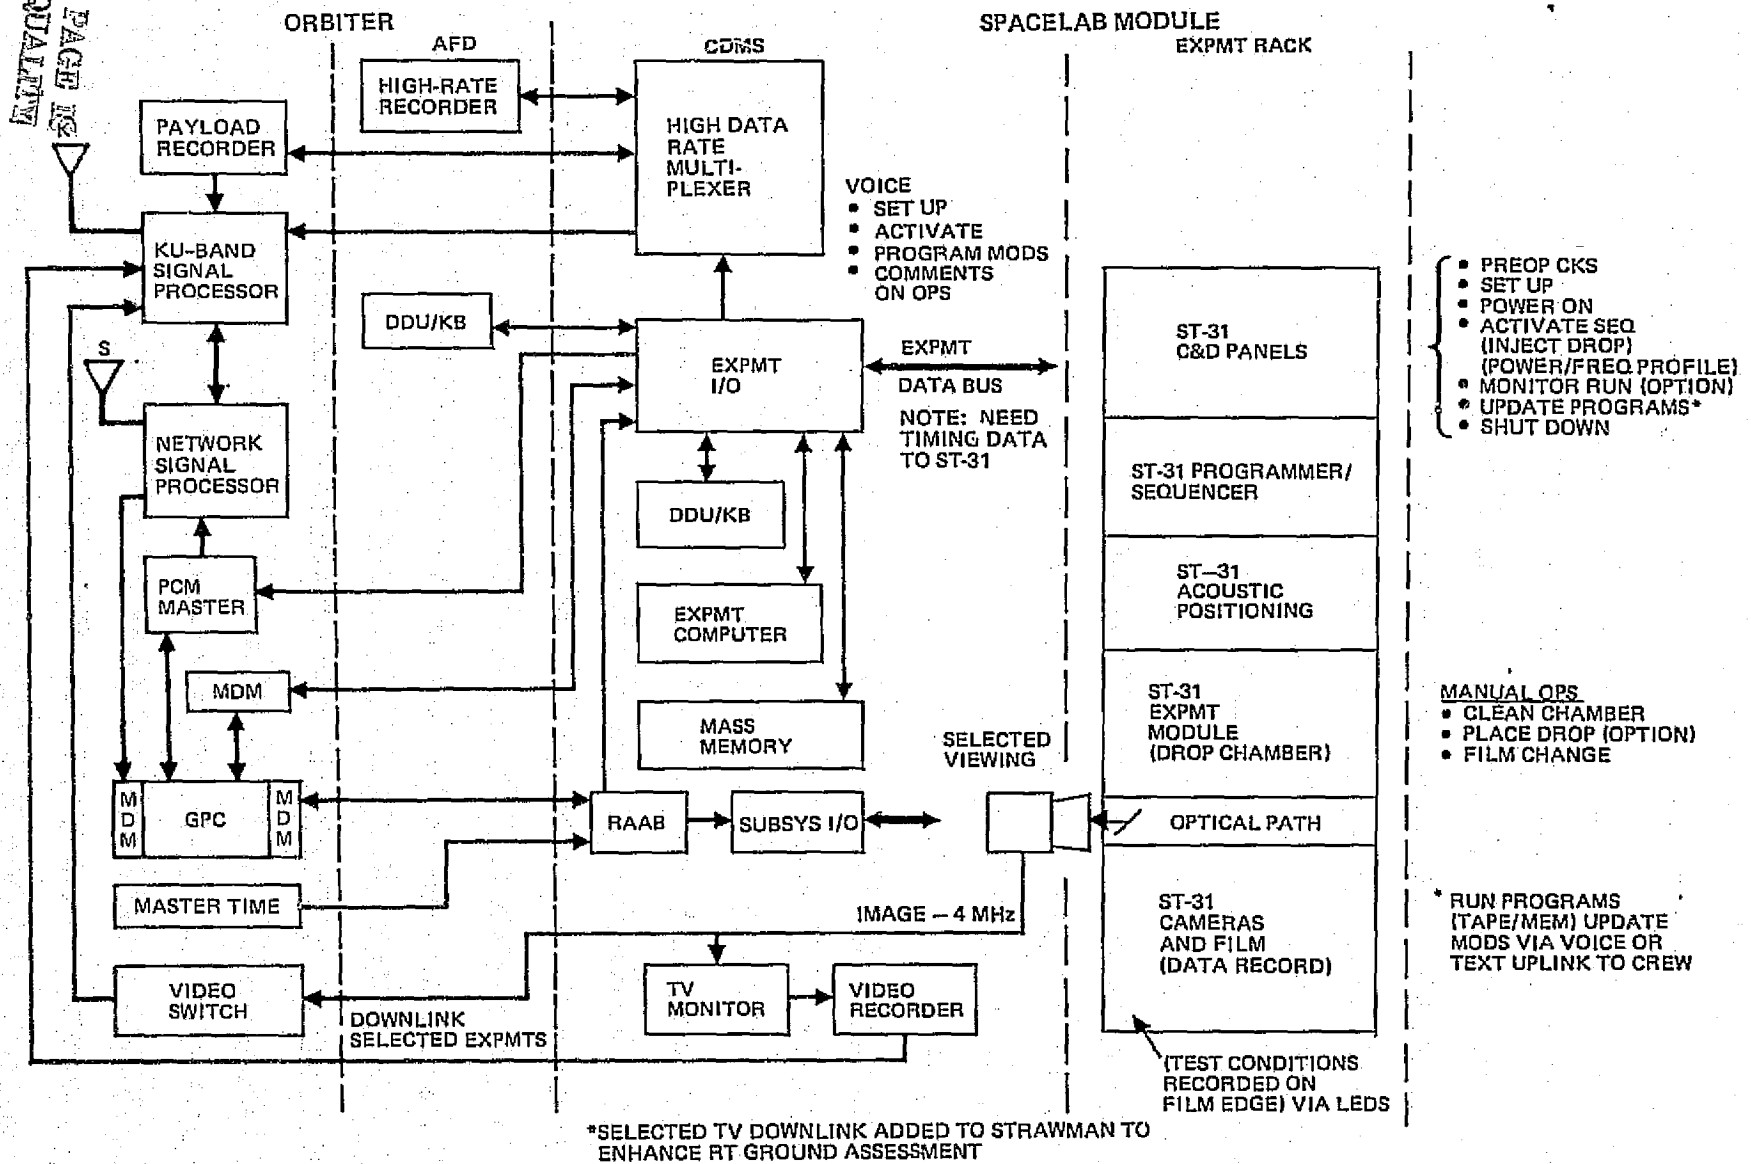 PAGE IS
QUALITY
ORBITER
AFD
CDMS
SPACELAB MODULE
EXPMT RACK
HIGH-RATE
RECORDER
PAYLOAD
RECORDER
HIGH DATA
RATE
MULTI-
PLEXER
KU-BAND
SIGNAL
PROCESSOR
VOICE
• SET UP
• ACTIVATE
• PROGRAM MODS
• COMMENTS
ON OPS
DDU/KB
EXPMT
I/O
EXPMT
DATA BUS
NOTE: NEED
TIMING DATA
TO ST-31
S
NETWORK
SIGNAL
PROCESSOR
DDU/KB
PCM
MASTER
EXPMT
COMPUTER
MDM
MASS
MEMORY
SELECTED
VIEWING
MDM
GPC
MDM
RAAB
SUBSYS I/O
MASTER TIME
IMAGE – 4 MHz
VIDEO
SWITCH
DOWNLINK
SELECTED EXPMTS
TV
MONITOR
VIDEO
RECORDER
ST-31
C&D PANELS
ST-31 PROGRAMMER/
SEQUENCER
ST–31
ACOUSTIC
POSITIONING
ST-31
EXPMT
MODULE
(DROP CHAMBER)
OPTICAL PATH
ST-31
CAMERAS
AND FILM
(DATA RECORD)
(TEST CONDITIONS
RECORDED ON
FILM EDGE) VIA LEDS
• PREOP CKS
• SET UP
• POWER ON
• ACTIVATE SEQ
(INJECT DROP)
(POWER/FREQ PROFILE)
• MONITOR RUN (OPTION)
• UPDATE PROGRAMS*
• SHUT DOWN
MANUAL OPS
• CLEAN CHAMBER
• PLACE DROP (OPTION)
• FILM CHANGE
* RUN PROGRAMS
(TAPE/MEM) UPDATE
MODS VIA VOICE OR
TEXT UPLINK TO CREW
*SELECTED TV DOWNLINK ADDED TO STRAWMAN TO
ENHANCE RT GROUND ASSESSMENT